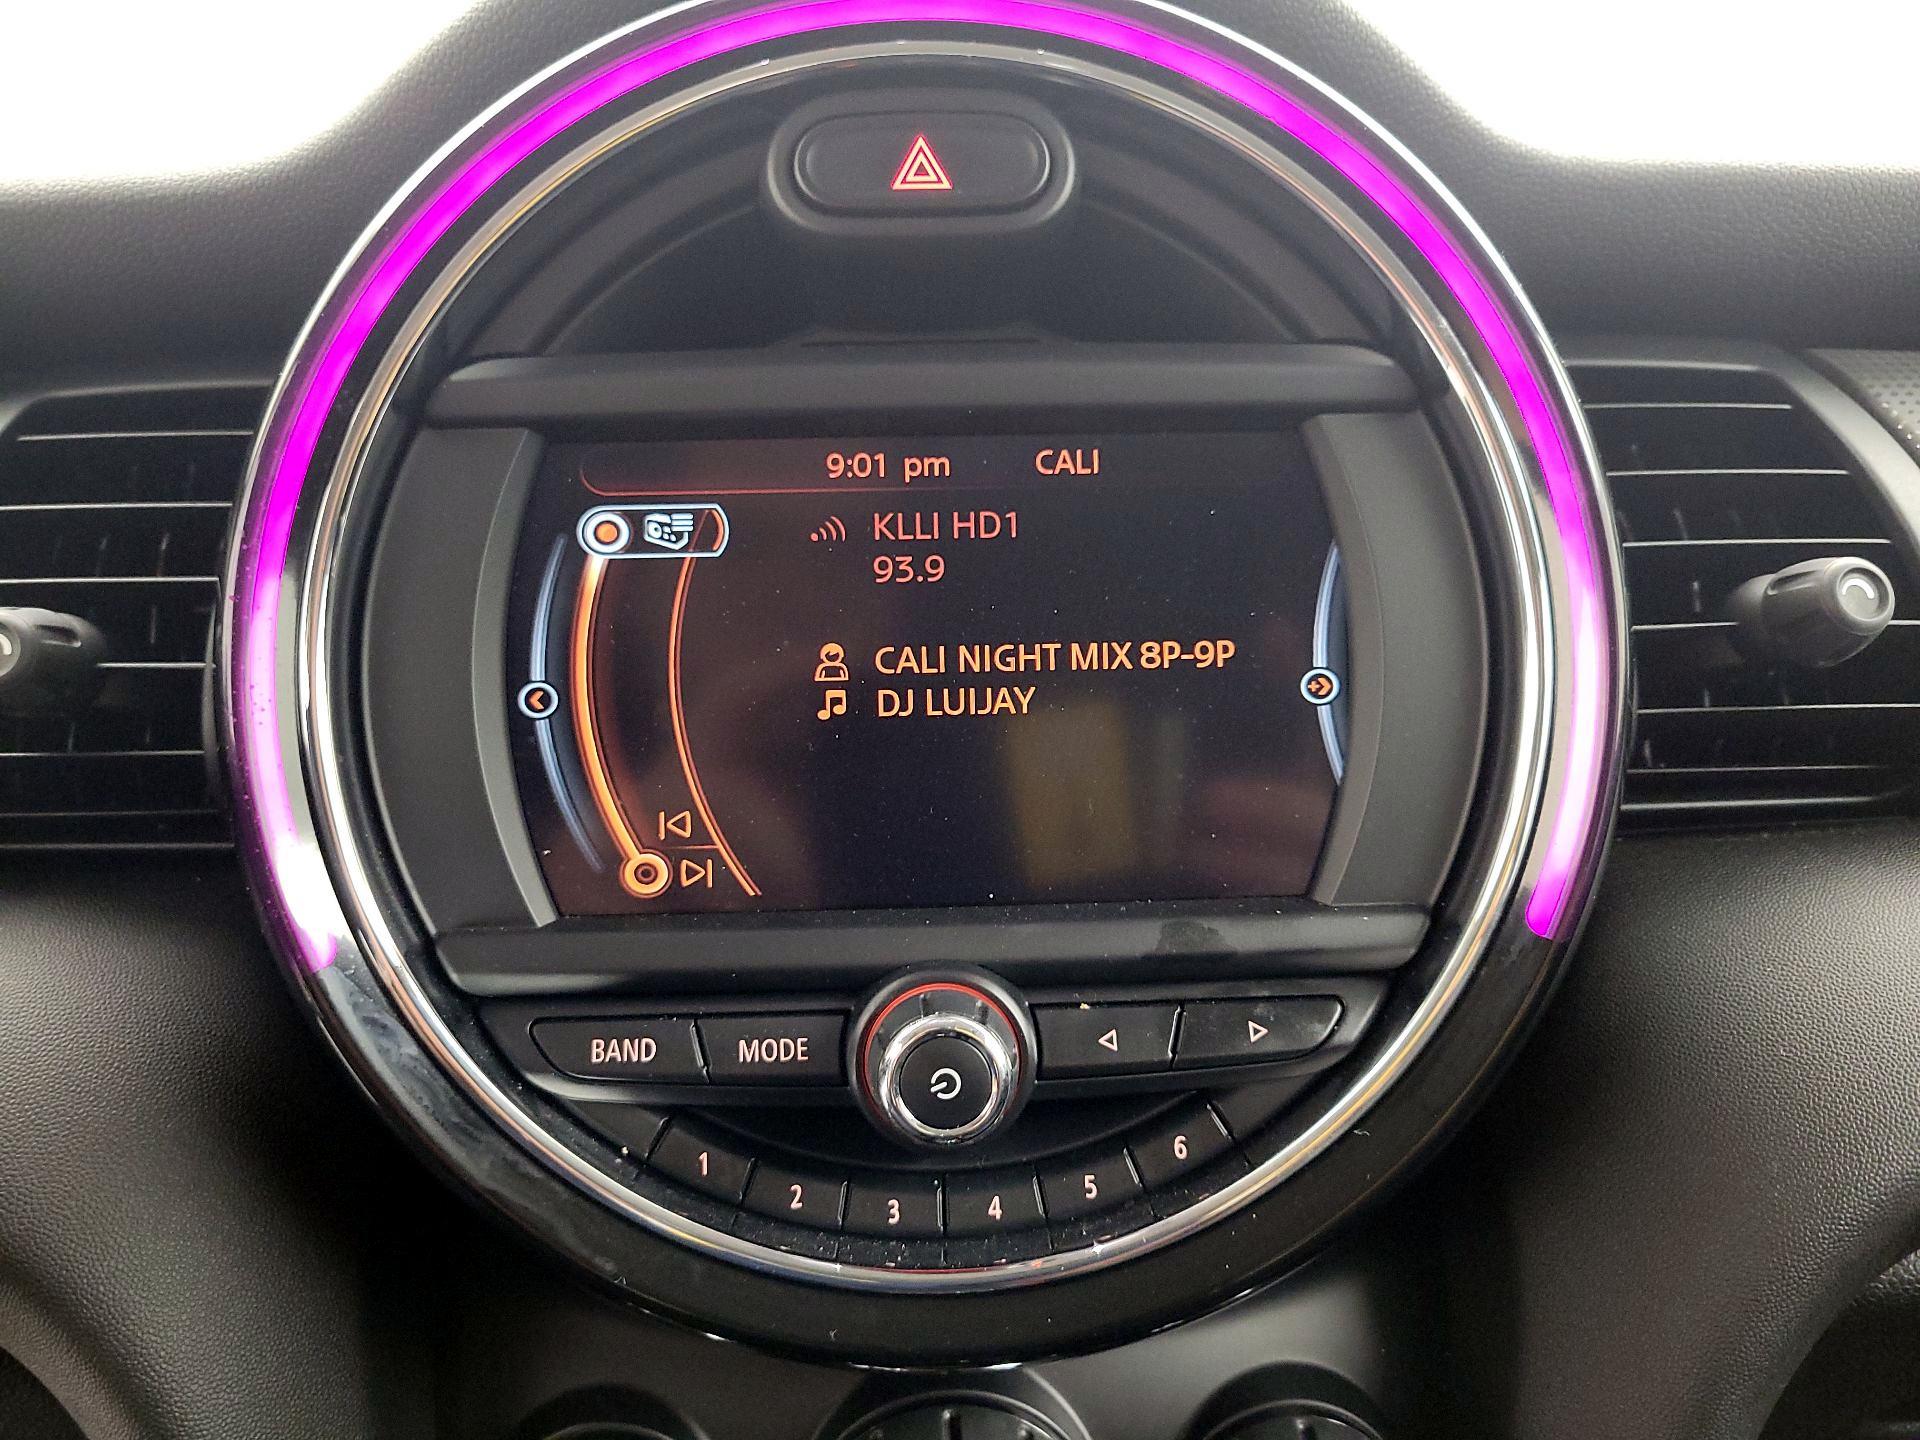 9:01 pm CALI
KLLI HD1
93.9
CALI NIGHT MIX 8P-9P
DJ LUIJAY
BAND MODE
1 2 3 4 5 6